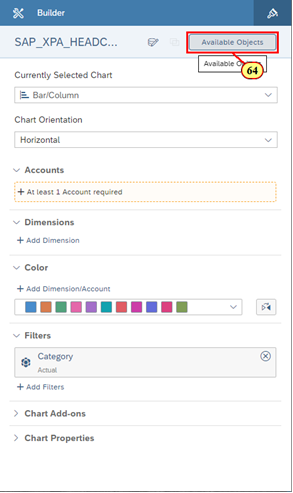 Builder
SAP_XPA_HEADC...
Available Objects
Available
64
Currently Selected Chart
Bar/Column
Chart Orientation
Horizontal
Accounts
+ At least 1 Account required
Dimensions
+ Add Dimension
Color
+ Add Dimension/Account
Filters
Category
Actual
+ Add Filters
Chart Add-ons
Chart Properties